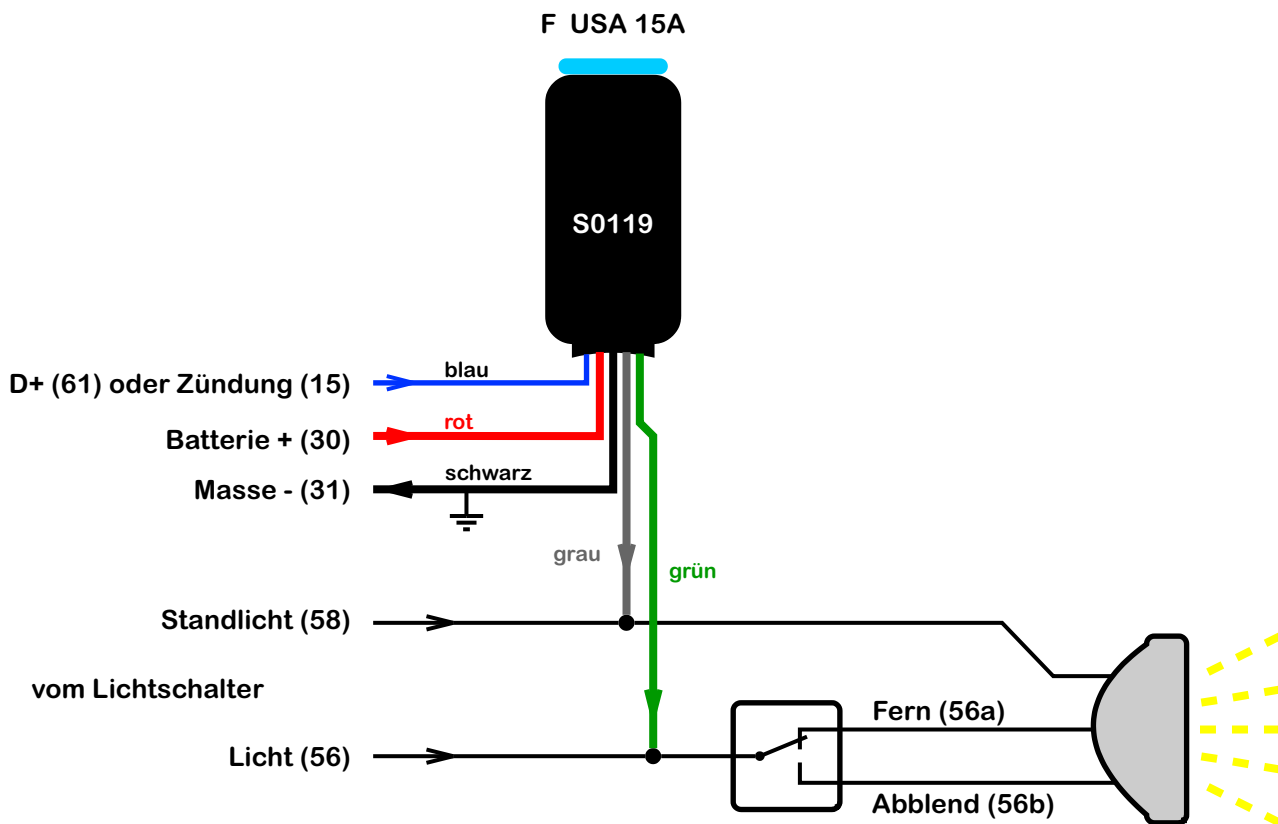 F  USA 15A
S0119
D+ (61) oder Zündung (15)
blau
Batterie + (30)
rot
Masse - (31)
schwarz
grau
grün
Standlicht (58)
vom Lichtschalter
Fern (56a)
Licht (56)
Abblend (56b)